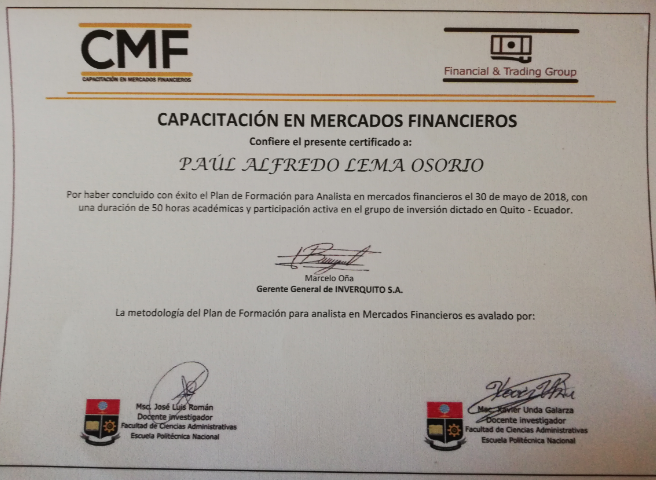 CMF
CAPACITACIÓN EN MERCADOS FINANCIEROS
Financial & Trading Group
CAPACITACIÓN EN MERCADOS FINANCIEROS
Confiere el presente certificado a:
PAÚL ALFREDO LEMA OSORIO
Por haber concluido con éxito el Plan de Formación para Analista en mercados financieros el 30 de mayo de 2018, con
una duración de 50 horas académicas y participación activa en el grupo de inversión dictado en Quito - Ecuador.
Marcelo Oña
Gerente General de INVERQUITO S.A.
La metodología del Plan de Formación para analista en Mercados Financieros es avalado por:
Msc. José Luis Román
Docente investigador
Facultad de Ciencias Administrativas
Escuela Politécnica Nacional
Msc. Xavier Unda Galarza
Docente investigador
Facultad de Ciencias Administrativas
Escuela Politécnica Nacional